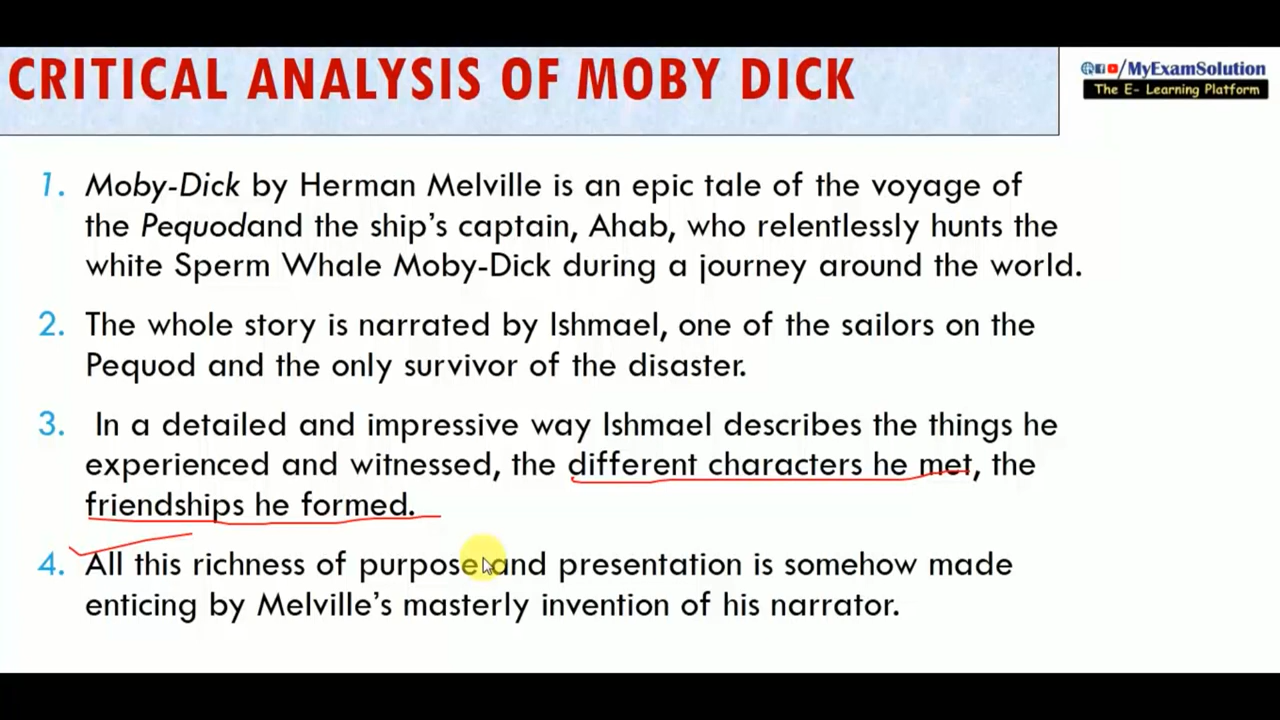 CRITICAL ANALYSIS OF MOBY DICK
/MyExamSolution
The E- Learning Platform
1. Moby-Dick by Herman Melville is an epic tale of the voyage of
the Pequodand the ship's captain, Ahab, who relentlessly hunts the
white Sperm Whale Moby-Dick during a journey around the world.
2. The whole story is narrated by Ishmael, one of the sailors on the
Pequod and the only survivor of the disaster.
3. In a detailed and impressive way Ishmael describes the things he
experienced and witnessed, the different characters he met, the
friendships he formed.
4. All this richness of purpose and presentation is somehow made
enticing by Melville's masterly invention of his narrator.